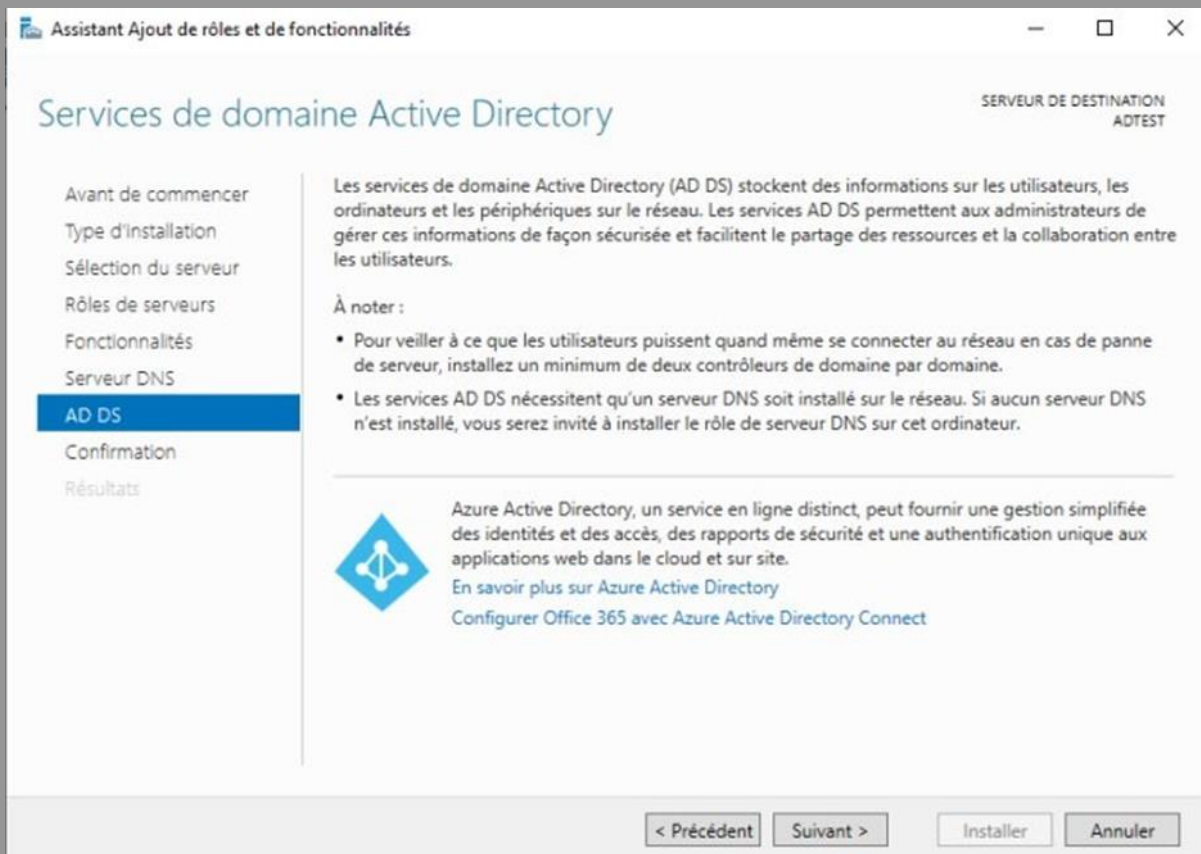 Assistant Ajout de rôles et de fonctionnalités
Services de domaine Active Directory
SERVEUR DE DESTINATION
ADTEST
Avant de commencer
Type d'installation
Sélection du serveur
Rôles de serveurs
Fonctionnalités
Serveur DNS
AD DS
Confirmation
Résultats
Les services de domaine Active Directory (AD DS) stockent des informations sur les utilisateurs, les
ordinateurs et les périphériques sur le réseau. Les services AD DS permettent aux administrateurs de
gérer ces informations de façon sécurisée et facilitent le partage des ressources et la collaboration entre
les utilisateurs.
À noter :
• Pour veiller à ce que les utilisateurs puissent quand même se connecter au réseau en cas de panne
de serveur, installez un minimum de deux contrôleurs de domaine par domaine.
• Les services AD DS nécessitent qu'un serveur DNS soit installé sur le réseau. Si aucun serveur DNS
n'est installé, vous serez invité à installer le rôle de serveur DNS sur cet ordinateur.
Azure Active Directory, un service en ligne distinct, peut fournir une gestion simplifiée
des identités et des accès, des rapports de sécurité et une authentification unique aux
applications web dans le cloud et sur site.
En savoir plus sur Azure Active Directory
Configurer Office 365 avec Azure Active Directory Connect
< Précédent
Suivant >
Installer
Annuler